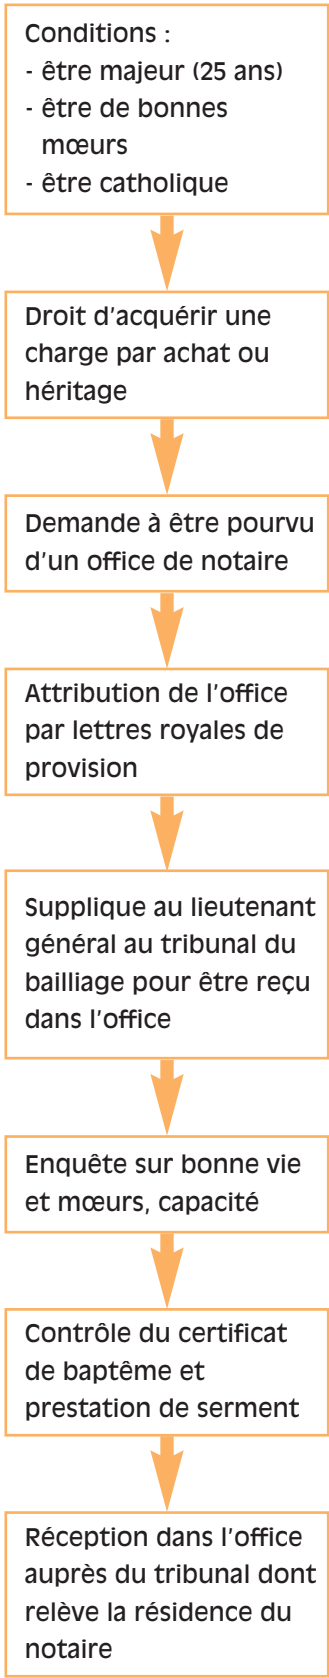 Conditions :
- être majeur (25 ans)
- être de bonnes
mœurs
- être catholique
Droit d'acquérir une
charge par achat ou
héritage
Demande à être pourvu
d'un office de notaire
Attribution de l'office
par lettres royales de
provision
Supplique au lieutenant
général au tribunal du
bailliage pour être reçu
dans l'office
Enquête sur bonne vie
et mœurs, capacité
Contrôle du certificat
de baptême et
prestation de serment
Réception dans l'office
auprès du tribunal dont
relève la résidence du
notaire